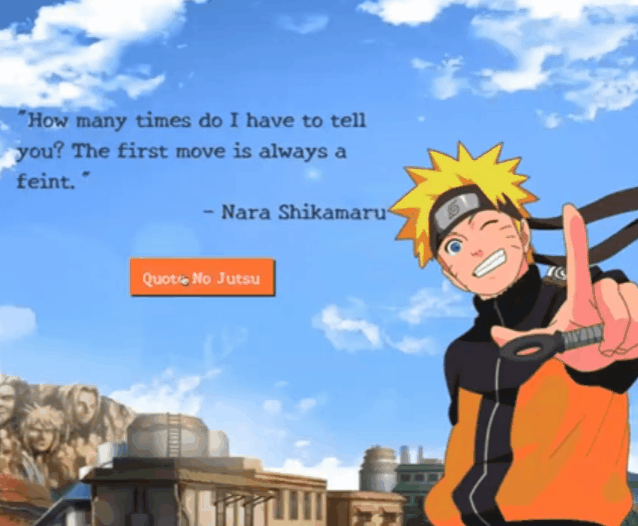 "How many times do I have to tell
you? The first move is always a
feint."
- Nara Shikamaru
Quote No Jutsu